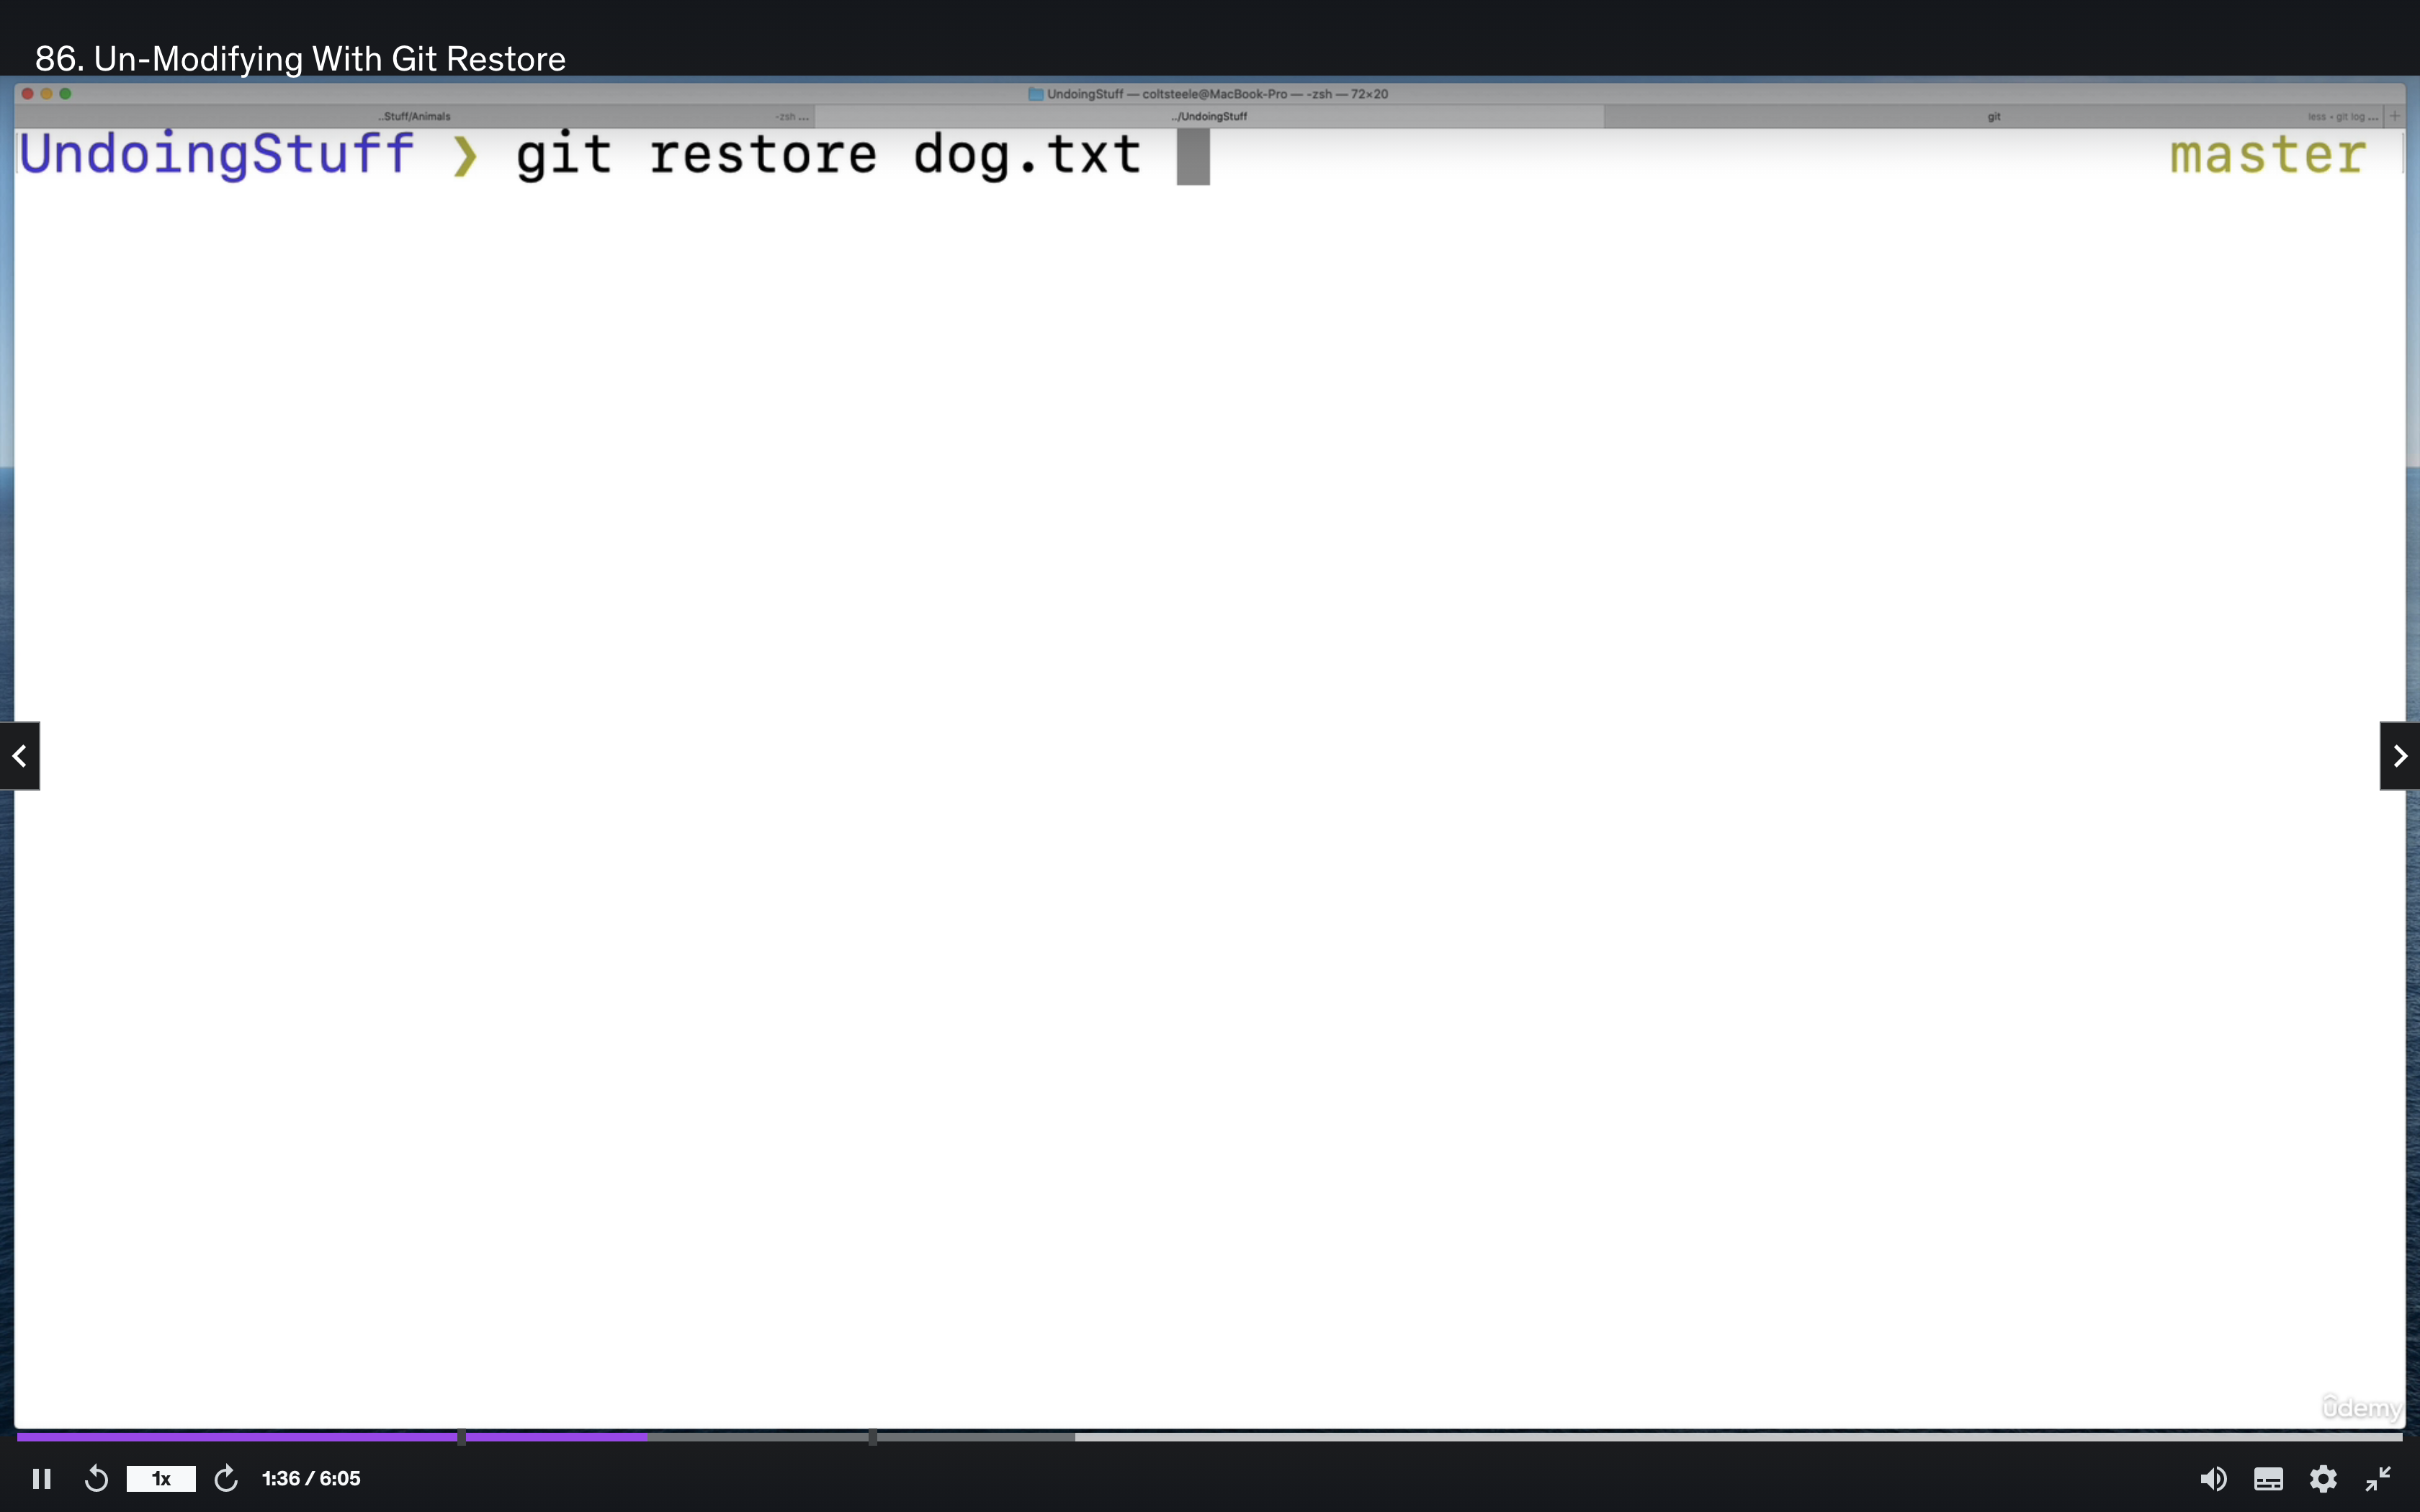 86. Un-Modifying With Git Restore
UndoingStuff — coltsteele@MacBook-Pro — -zsh — 72×20
..Stuff/Animals -zsh ... ../UndoingStuff git less • git log ... +
UndoingStuff ❯ git restore dog.txt master
ûdemy
1x 1:36 / 6:05